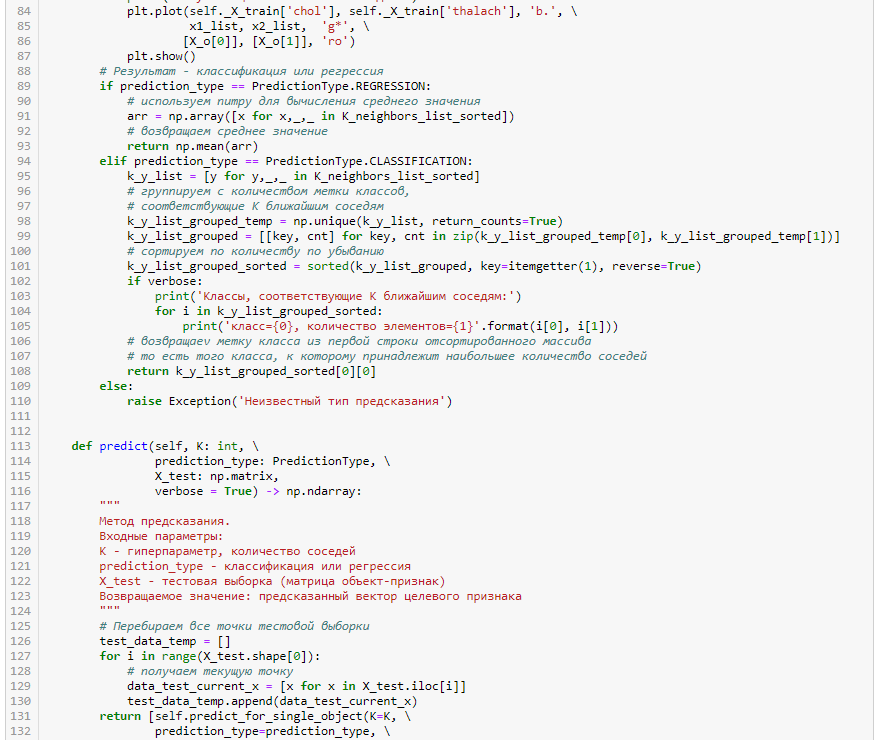 84 plt.plot(self._X_train['chol'], self._X_train['thalach'], 'b.', \
85 x1_list, x2_list, 'g*', \
86 [X_o[0]], [X_o[1]], 'ro')
87 plt.show()
88 # Результат - классификация или регрессия
89 if prediction_type == PredictionType.REGRESSION:
90 # используем питру для вычисления среднего значения
91 arr = np.array([x for x,_,_ in K_neighbors_list_sorted])
92 # возвращаем среднее значение
93 return np.mean(arr)
94 elif prediction_type == PredictionType.CLASSIFICATION:
95 k_y_list = [y for y,_,_ in K_neighbors_list_sorted]
96 # группируем с количеством метки классов,
97 # соответствующие K ближайшим соседям
98 k_y_list_grouped_temp = np.unique(k_y_list, return_counts=True)
99 k_y_list_grouped = [[key, cnt] for key, cnt in zip(k_y_list_grouped_temp[0], k_y_list_grouped_temp[1])]
100 # сортируем по количеству по убыванию
101 k_y_list_grouped_sorted = sorted(k_y_list_grouped, key=itemgetter(1), reverse=True)
102 if verbose:
103 print('Классы, соответствующие K ближайшим соседям:')
104 for i in k_y_list_grouped_sorted:
105 print('класс={0}, количество элементов={1}'.format(i[0], i[1]))
106 # возвращаеv метку класса из первой строки отсортированного массива
107 # то есть того класса, к которому принадлежит наибольшее количество соседей
108 return k_y_list_grouped_sorted[0][0]
109 else:
110 raise Exception('Неизвестный тип предсказания')
111
112
113 def predict(self, K: int, \
114 prediction_type: PredictionType, \
115 X_test: np.matrix,
116 verbose = True) -> np.ndarray:
117 """
118 Метод предсказания.
119 Входные параметры:
120 K - гиперпараметр, количество соседей
121 prediction_type - классификация или регрессия
122 X_test - тестовая выборка (матрица объект-признак)
123 Возвращаемое значение: предсказанный вектор целевого признака
124 """
125 # Перебираем все точки тестовой выборки
126 test_data_temp = []
127 for i in range(X_test.shape[0]):
128 # получаем текущую точку
129 data_test_current_x = [x for x in X_test.iloc[i]]
130 test_data_temp.append(data_test_current_x)
131 return [self.predict_for_single_object(K=K, \
132 prediction_type=prediction_type, \